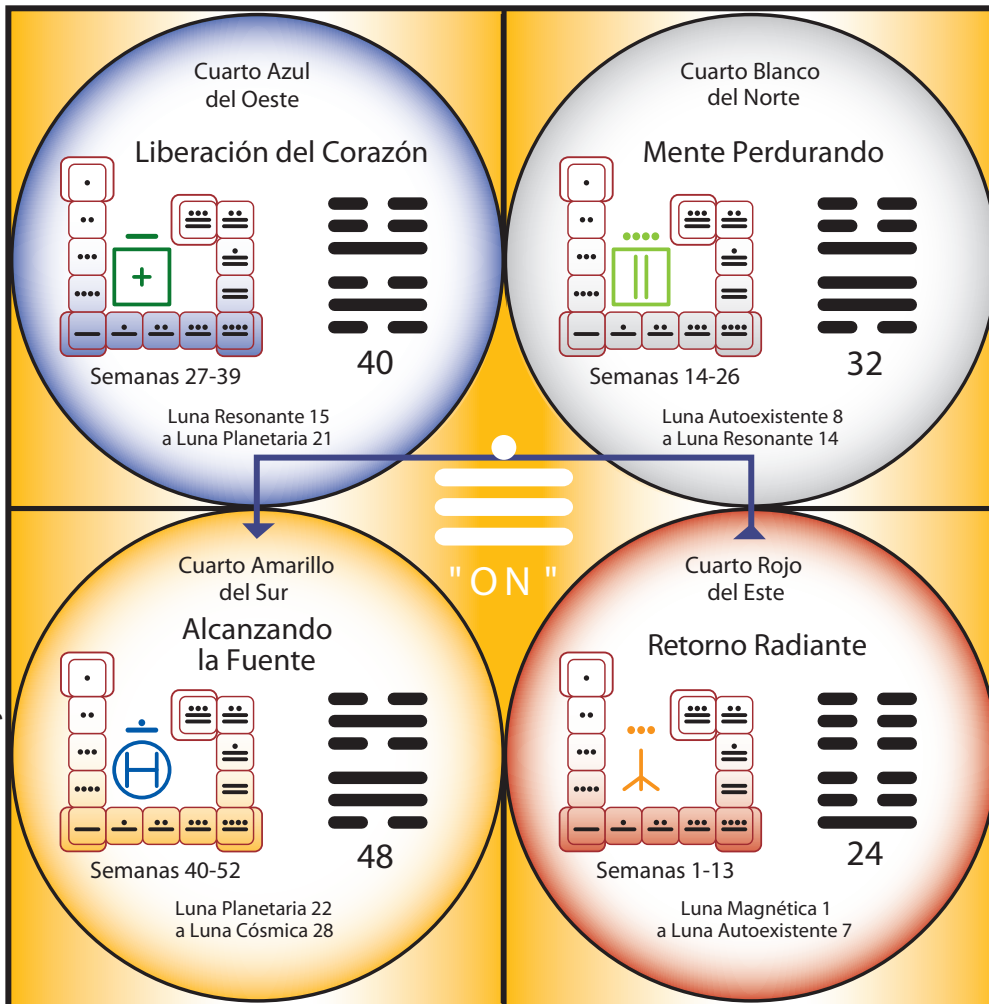 Cuarto Azul
del Oeste
Liberación del Corazón
40
Semanas 27-39
Luna Resonante 15
a Luna Planetaria 21
Cuarto Blanco
del Norte
Mente Perdurando
32
Semanas 14-26
Luna Autoexistente 8
a Luna Resonante 14
"ON"
Cuarto Amarillo
del Sur
Alcanzando
la Fuente
48
Semanas 40-52
Luna Planetaria 22
a Luna Cósmica 28
Cuarto Rojo
del Este
Retorno Radiante
24
Semanas 1-13
Luna Magnética 1
a Luna Autoexistente 7